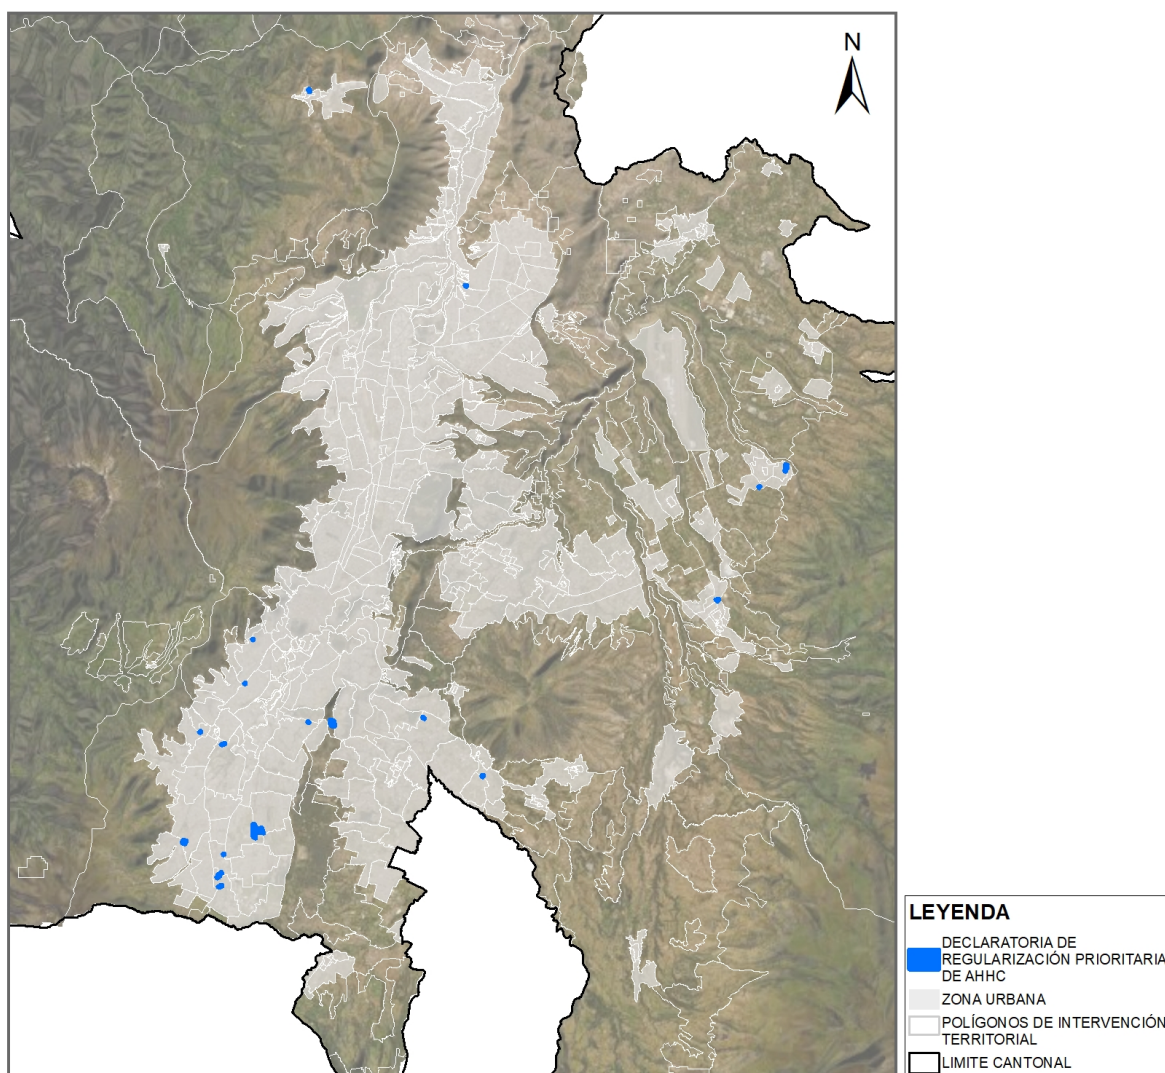 N
LEYENDA
DECLARATORIA DE
REGULARIZACIÓN PRIORITARIA
DE AHHC
ZONA URBANA
POLÍGONOS DE INTERVENCIÓN
TERRITORIAL
LIMITE CANTONAL